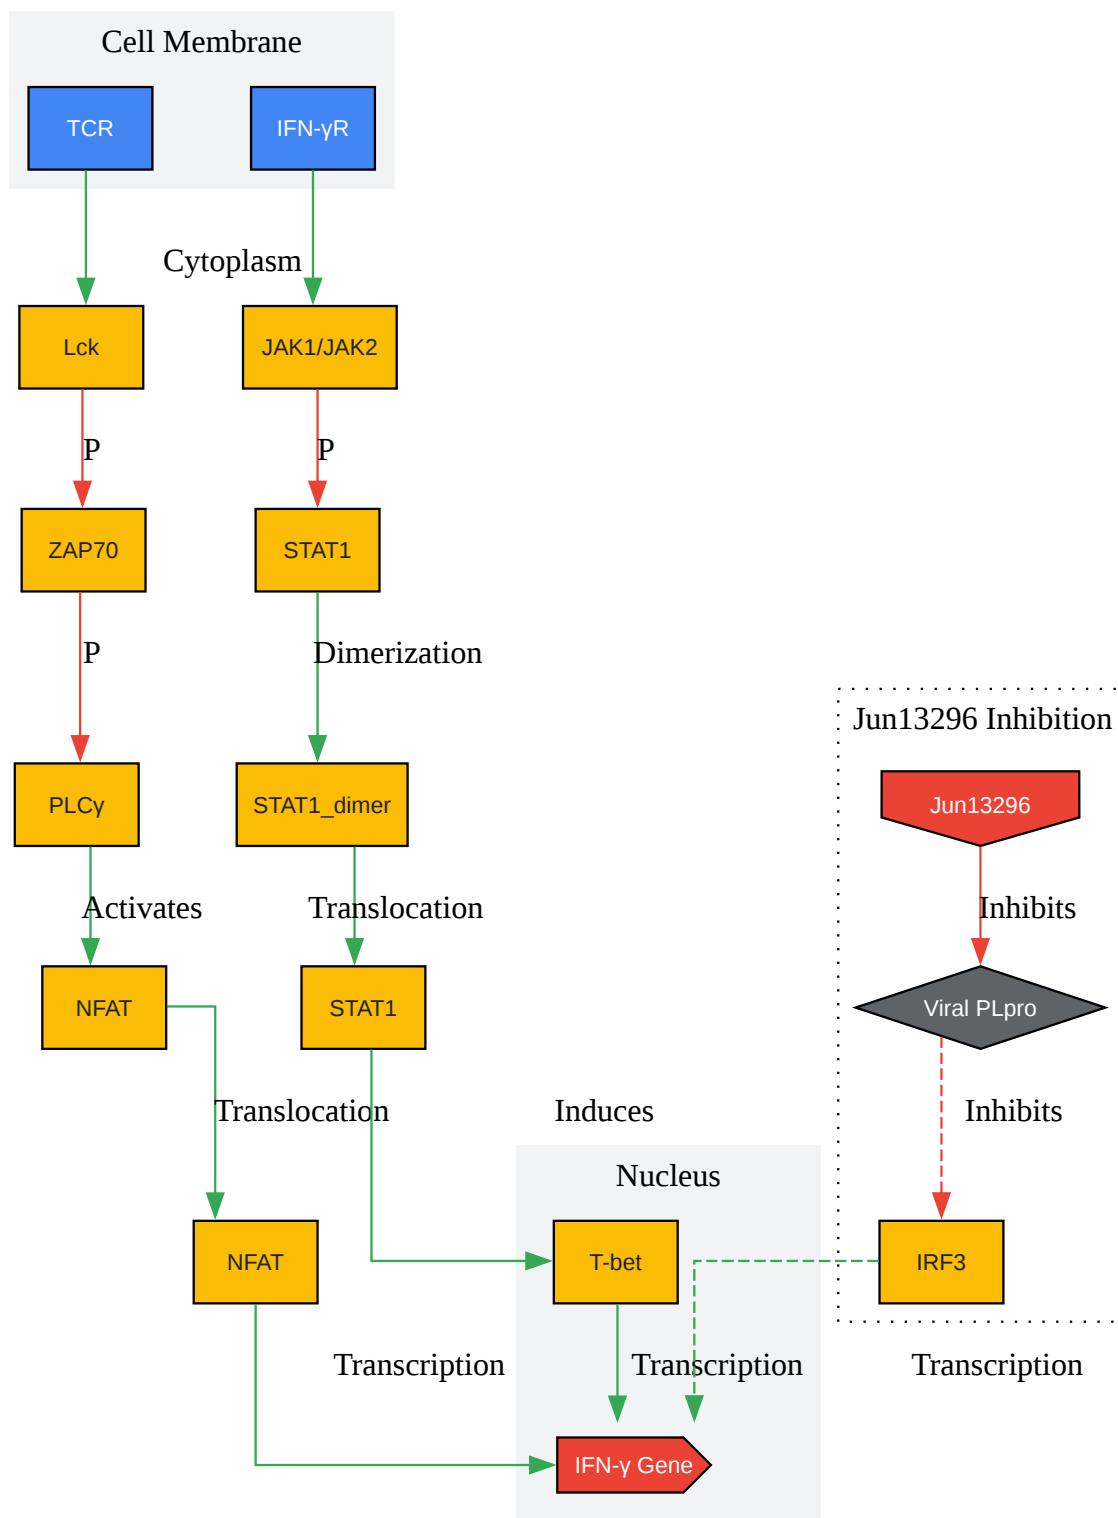 Cell Membrane
TCR
IFN-γR
Cytoplasm
Lck
JAK1/JAK2
P
P
ZAP70
STAT1
P
Dimerization
Jun13296 Inhibition
PLCγ
STAT1_dimer
Jun13296
Activates
Translocation
Inhibits
NFAT
STAT1
Viral PLpro
Translocation
Induces
Inhibits
Nucleus
NFAT
T-bet
IRF3
Transcription
Transcription
Transcription
IFN-γ Gene